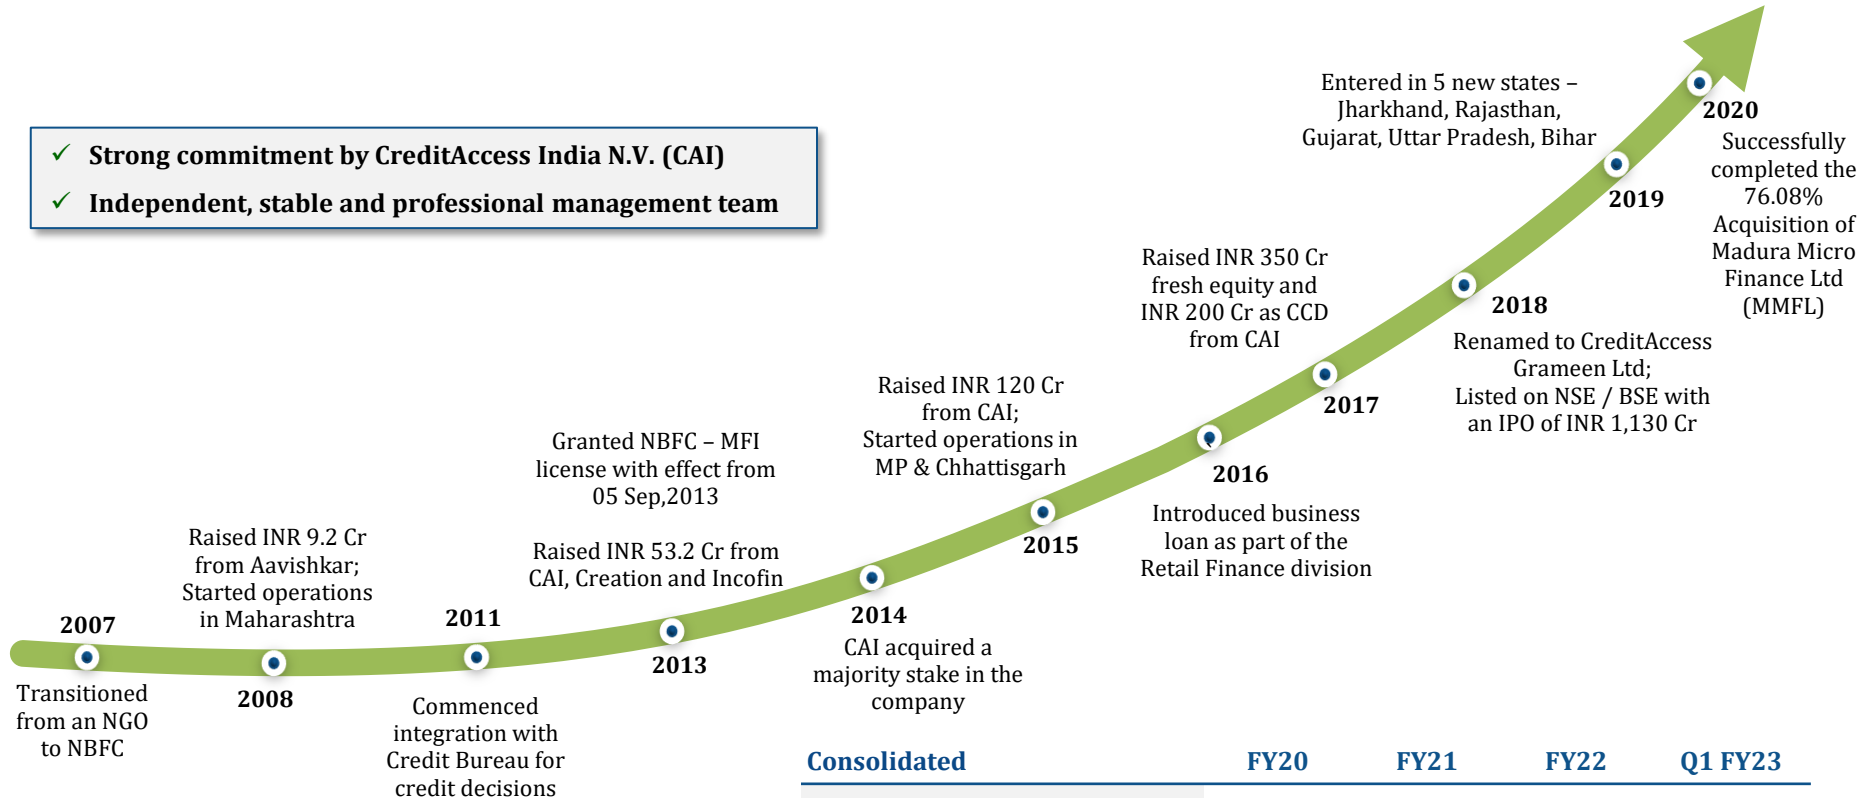 ✓ Strong commitment by CreditAccess India N.V. (CAI)
✓ Independent, stable and professional management team
2007
Transitioned
from an NGO
to NBFC
Raised INR 9.2 Cr
from Aavishkar;
Started operations
in Maharashtra
2008
2011
Commenced
integration with
Credit Bureau for
credit decisions
Granted NBFC – MFI
license with effect from
05 Sep,2013
Raised INR 53.2 Cr from
CAI, Creation and Incofin
2013
2014
CAI acquired a
majority stake in the
company
Raised INR 120 Cr
from CAI;
Started operations in
MP & Chhattisgarh
2015
2016
Introduced business
loan as part of the
Retail Finance division
Raised INR 350 Cr
fresh equity and
INR 200 Cr as CCD
from CAI
2017
2018
Renamed to CreditAccess
Grameen Ltd;
Listed on NSE / BSE with
an IPO of INR 1,130 Cr
Entered in 5 new states –
Jharkhand, Rajasthan,
Gujarat, Uttar Pradesh, Bihar
2019
2020
Successfully
completed the
76.08%
Acquisition of
Madura Micro
Finance Ltd
(MMFL)
Consolidated FY20 FY21 FY22 Q1 FY23